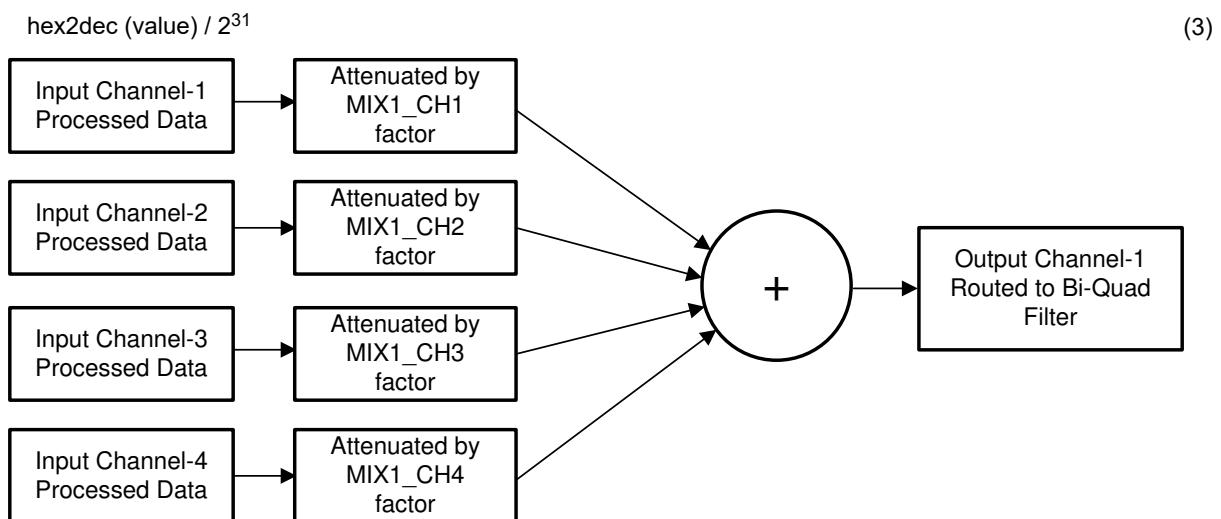 hex2dec (value) / 2³¹
(3)
Input Channel-1
Processed Data
Attenuated by
MIX1_CH1
factor
Input Channel-2
Processed Data
Attenuated by
MIX1_CH2
factor
Input Channel-3
Processed Data
Attenuated by
MIX1_CH3
factor
Input Channel-4
Processed Data
Attenuated by
MIX1_CH4
factor
+
Output Channel-1
Routed to Bi-Quad
Filter